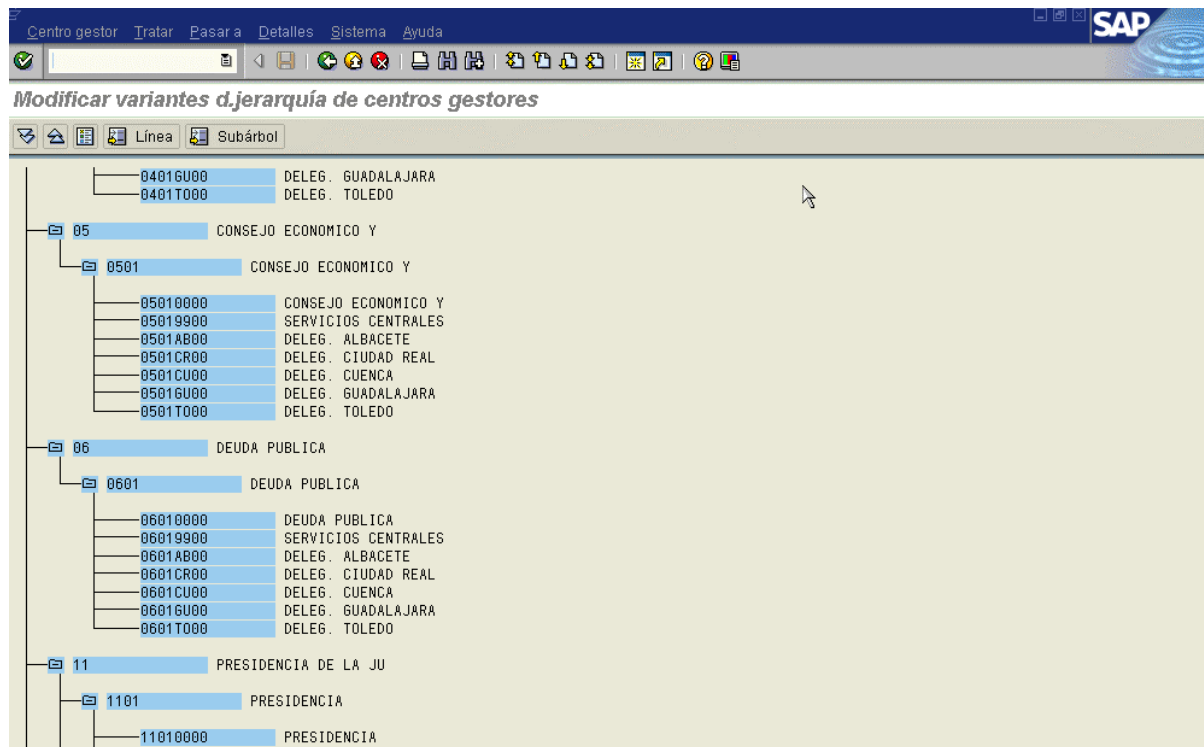 Centro gestor Tratar Pasar a Detalles Sistema Ayuda
SAP
Modificar variantes d.jerarquía de centros gestores
Línea Subárbol
0401GU00 DELEG. GUADALAJARA
0401TO00 DELEG. TOLEDO
05 CONSEJO ECONOMICO Y
0501 CONSEJO ECONOMICO Y
05010000 CONSEJO ECONOMICO Y
05019900 SERVICIOS CENTRALES
0501AB00 DELEG. ALBACETE
0501CR00 DELEG. CIUDAD REAL
0501CU00 DELEG. CUENCA
0501GU00 DELEG. GUADALAJARA
0501TO00 DELEG. TOLEDO
06 DEUDA PUBLICA
0601 DEUDA PUBLICA
06010000 DEUDA PUBLICA
06019900 SERVICIOS CENTRALES
0601AB00 DELEG. ALBACETE
0601CR00 DELEG. CIUDAD REAL
0601CU00 DELEG. CUENCA
0601GU00 DELEG. GUADALAJARA
0601TO00 DELEG. TOLEDO
11 PRESIDENCIA DE LA JU
1101 PRESIDENCIA
11010000 PRESIDENCIA